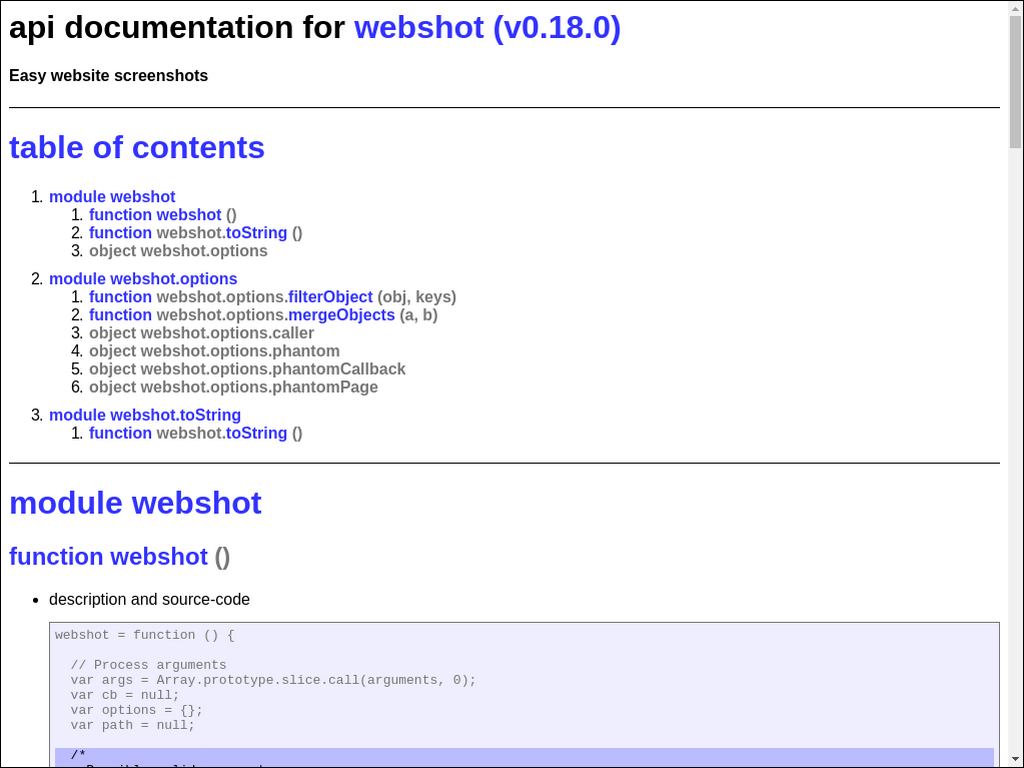 api documentation for webshot (v0.18.0)
Easy website screenshots
table of contents
1. module webshot
1. function webshot ()
2. function webshot.toString ()
3. object webshot.options
2. module webshot.options
1. function webshot.options.filterObject (obj, keys)
2. function webshot.options.mergeObjects (a, b)
3. object webshot.options.caller
4. object webshot.options.phantom
5. object webshot.options.phantomCallback
6. object webshot.options.phantomPage
3. module webshot.toString
1. function webshot.toString ()
module webshot
function webshot ()
• description and source-code
webshot = function () {
// Process arguments
var args = Array.prototype.slice.call(arguments, 0);
var cb = null;
var options = {};
var path = null;
/*